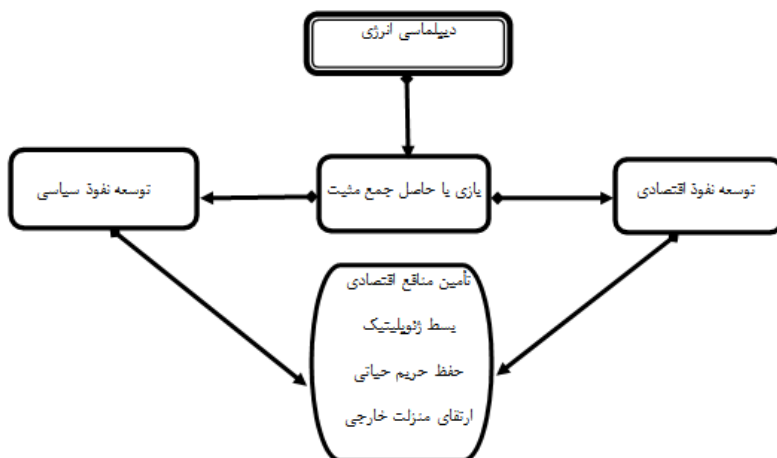 دیپلماسی انرژی
توسعه نفوذ اقتصادی
بازی با حاصل جمع مثبت
توسعه نفوذ سیاسی
تأمین منافع اقتصادی
بسط ژئوپلیتیک
حفظ حریم حیاتی
ارتقای منزلت خارجی